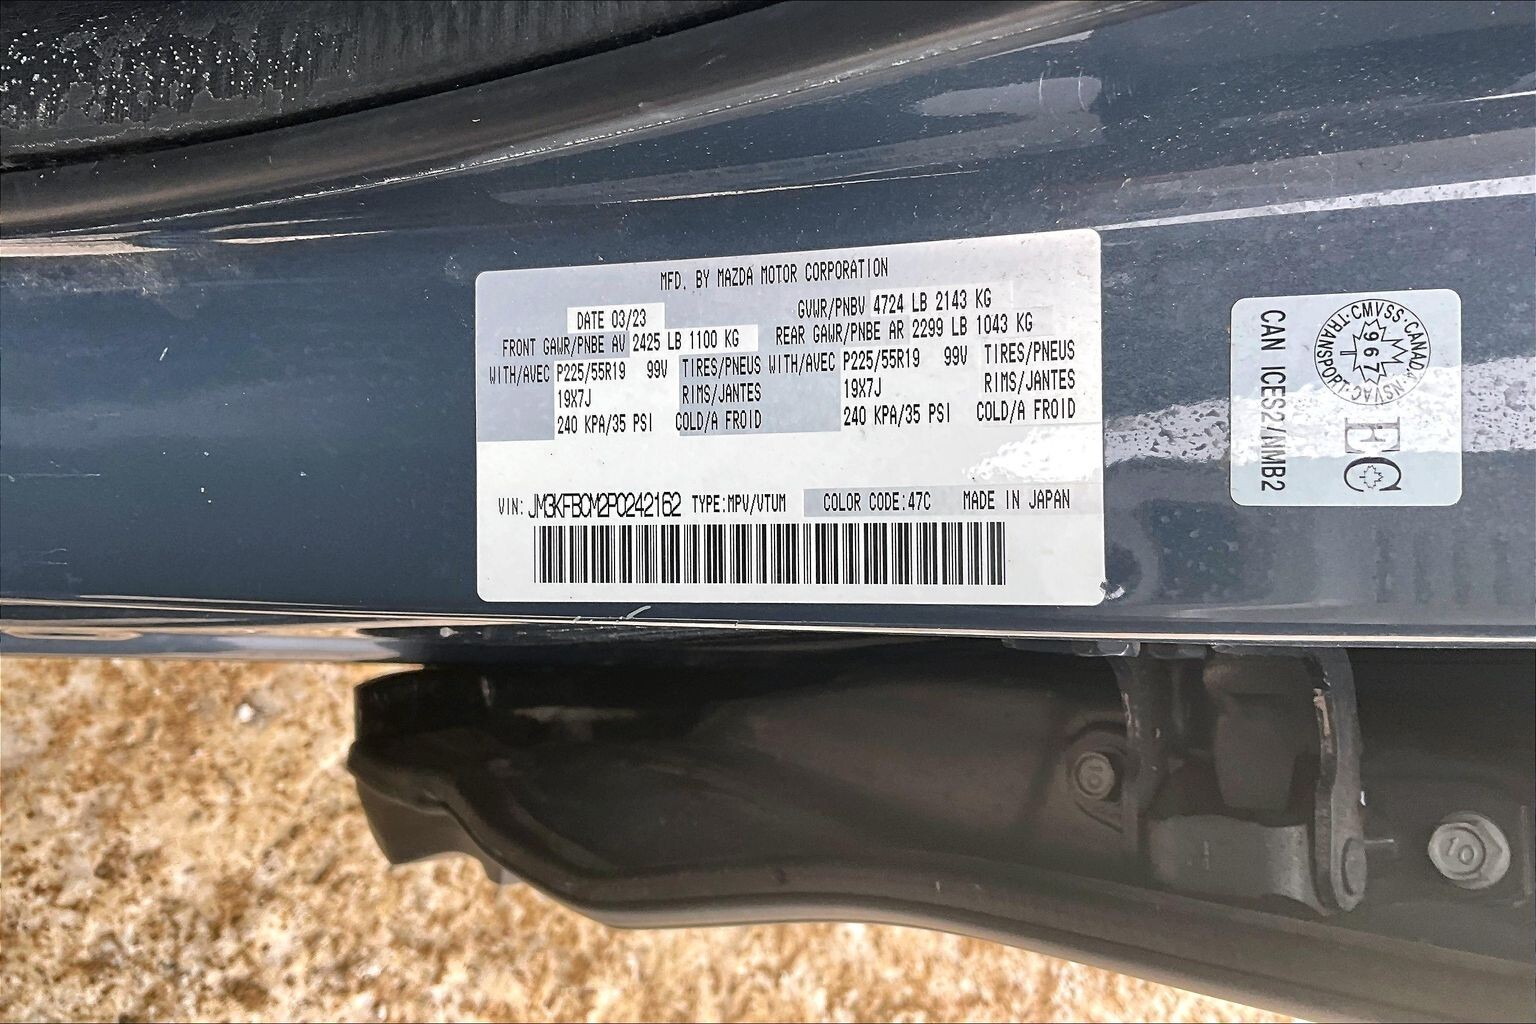 MFD. BY MAZDA MOTOR CORPORATION
DATE 03/23
GVWR/PNBV 4724 LB 2143 KG
FRONT GAWR/PNBE AV 2425 LB 1100 KG
REAR GAWR/PNBE AR 2299 LB 1043 KG
WITH/AVEC P225/55R19 99V TIRES/PNEUS
WITH/AVEC P225/55R19 99V TIRES/PNEUS
19X7J RIMS/JANTES
19X7J RIMS/JANTES
240 KPA/35 PSI COLD/A FROID
240 KPA/35 PSI COLD/A FROID
VIN: JM3KFBCM2P0242162 TYPE:MPV/VTUM COLOR CODE:47C MADE IN JAPAN
CMVSS·CANADA·NSVAC·TRANSPORT·
967
EC
CAN ICES2/NMB2
10